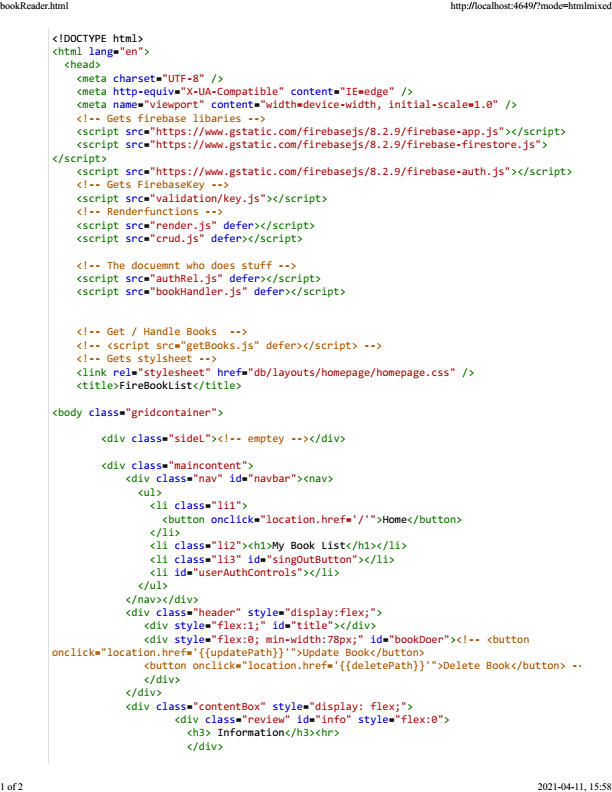 bookReader.html http://localhost:4649/?mode=htmlmixed
<!DOCTYPE html>
<html lang="en">
<head>
<meta charset="UTF-8" />
<meta http-equiv="X-UA-Compatible" content="IE=edge" />
<meta name="viewport" content="width=device-width, initial-scale=1.0" />
<!-- Gets firebase libaries -->
<script src="https://www.gstatic.com/firebasejs/8.2.9/firebase-app.js"></script>
<script src="https://www.gstatic.com/firebasejs/8.2.9/firebase-firestore.js">
</script>
<script src="https://www.gstatic.com/firebasejs/8.2.9/firebase-auth.js"></script>
<!-- Gets FirebaseKey -->
<script src="validation/key.js"></script>
<!-- Renderfunctions -->
<script src="render.js" defer></script>
<script src="crud.js" defer></script>
<!-- The docuemnt who does stuff -->
<script src="authRel.js" defer></script>
<script src="bookHandler.js" defer></script>
<!-- Get / Handle Books  -->
<!-- <script src="getBooks.js" defer></script> -->
<!-- Gets stylsheet -->
<link rel="stylesheet" href="db/layouts/homepage/homepage.css" />
<title>FireBookList</title>
<body class="gridcontainer">
<div class="sideL"><!-- emptey --></div>
<div class="maincontent">
<div class="nav" id="navbar"><nav>
<ul>
<li class="li1">
<button onclick="location.href='/'">Home</button>
</li>
<li class="li2"><h1>My Book List</h1></li>
<li class="li3" id="singOutButton"></li>
<li id="userAuthControls"></li>
</ul>
</nav></div>
<div class="header" style="display:flex;">
<div style="flex:1;" id="title"></div>
<div style="flex:0; min-width:78px;" id="bookDoer"><!-- <button
onclick="location.href='{{updatePath}}'">Update Book</button>
<button onclick="location.href='{{deletePath}}'">Delete Book</button> --
</div>
</div>
<div class="contentBox" style="display: flex;">
<div class="review" id="info" style="flex:0">
<h3> Information</h3><hr>
</div>
1 of 2 2021-04-11, 15:58